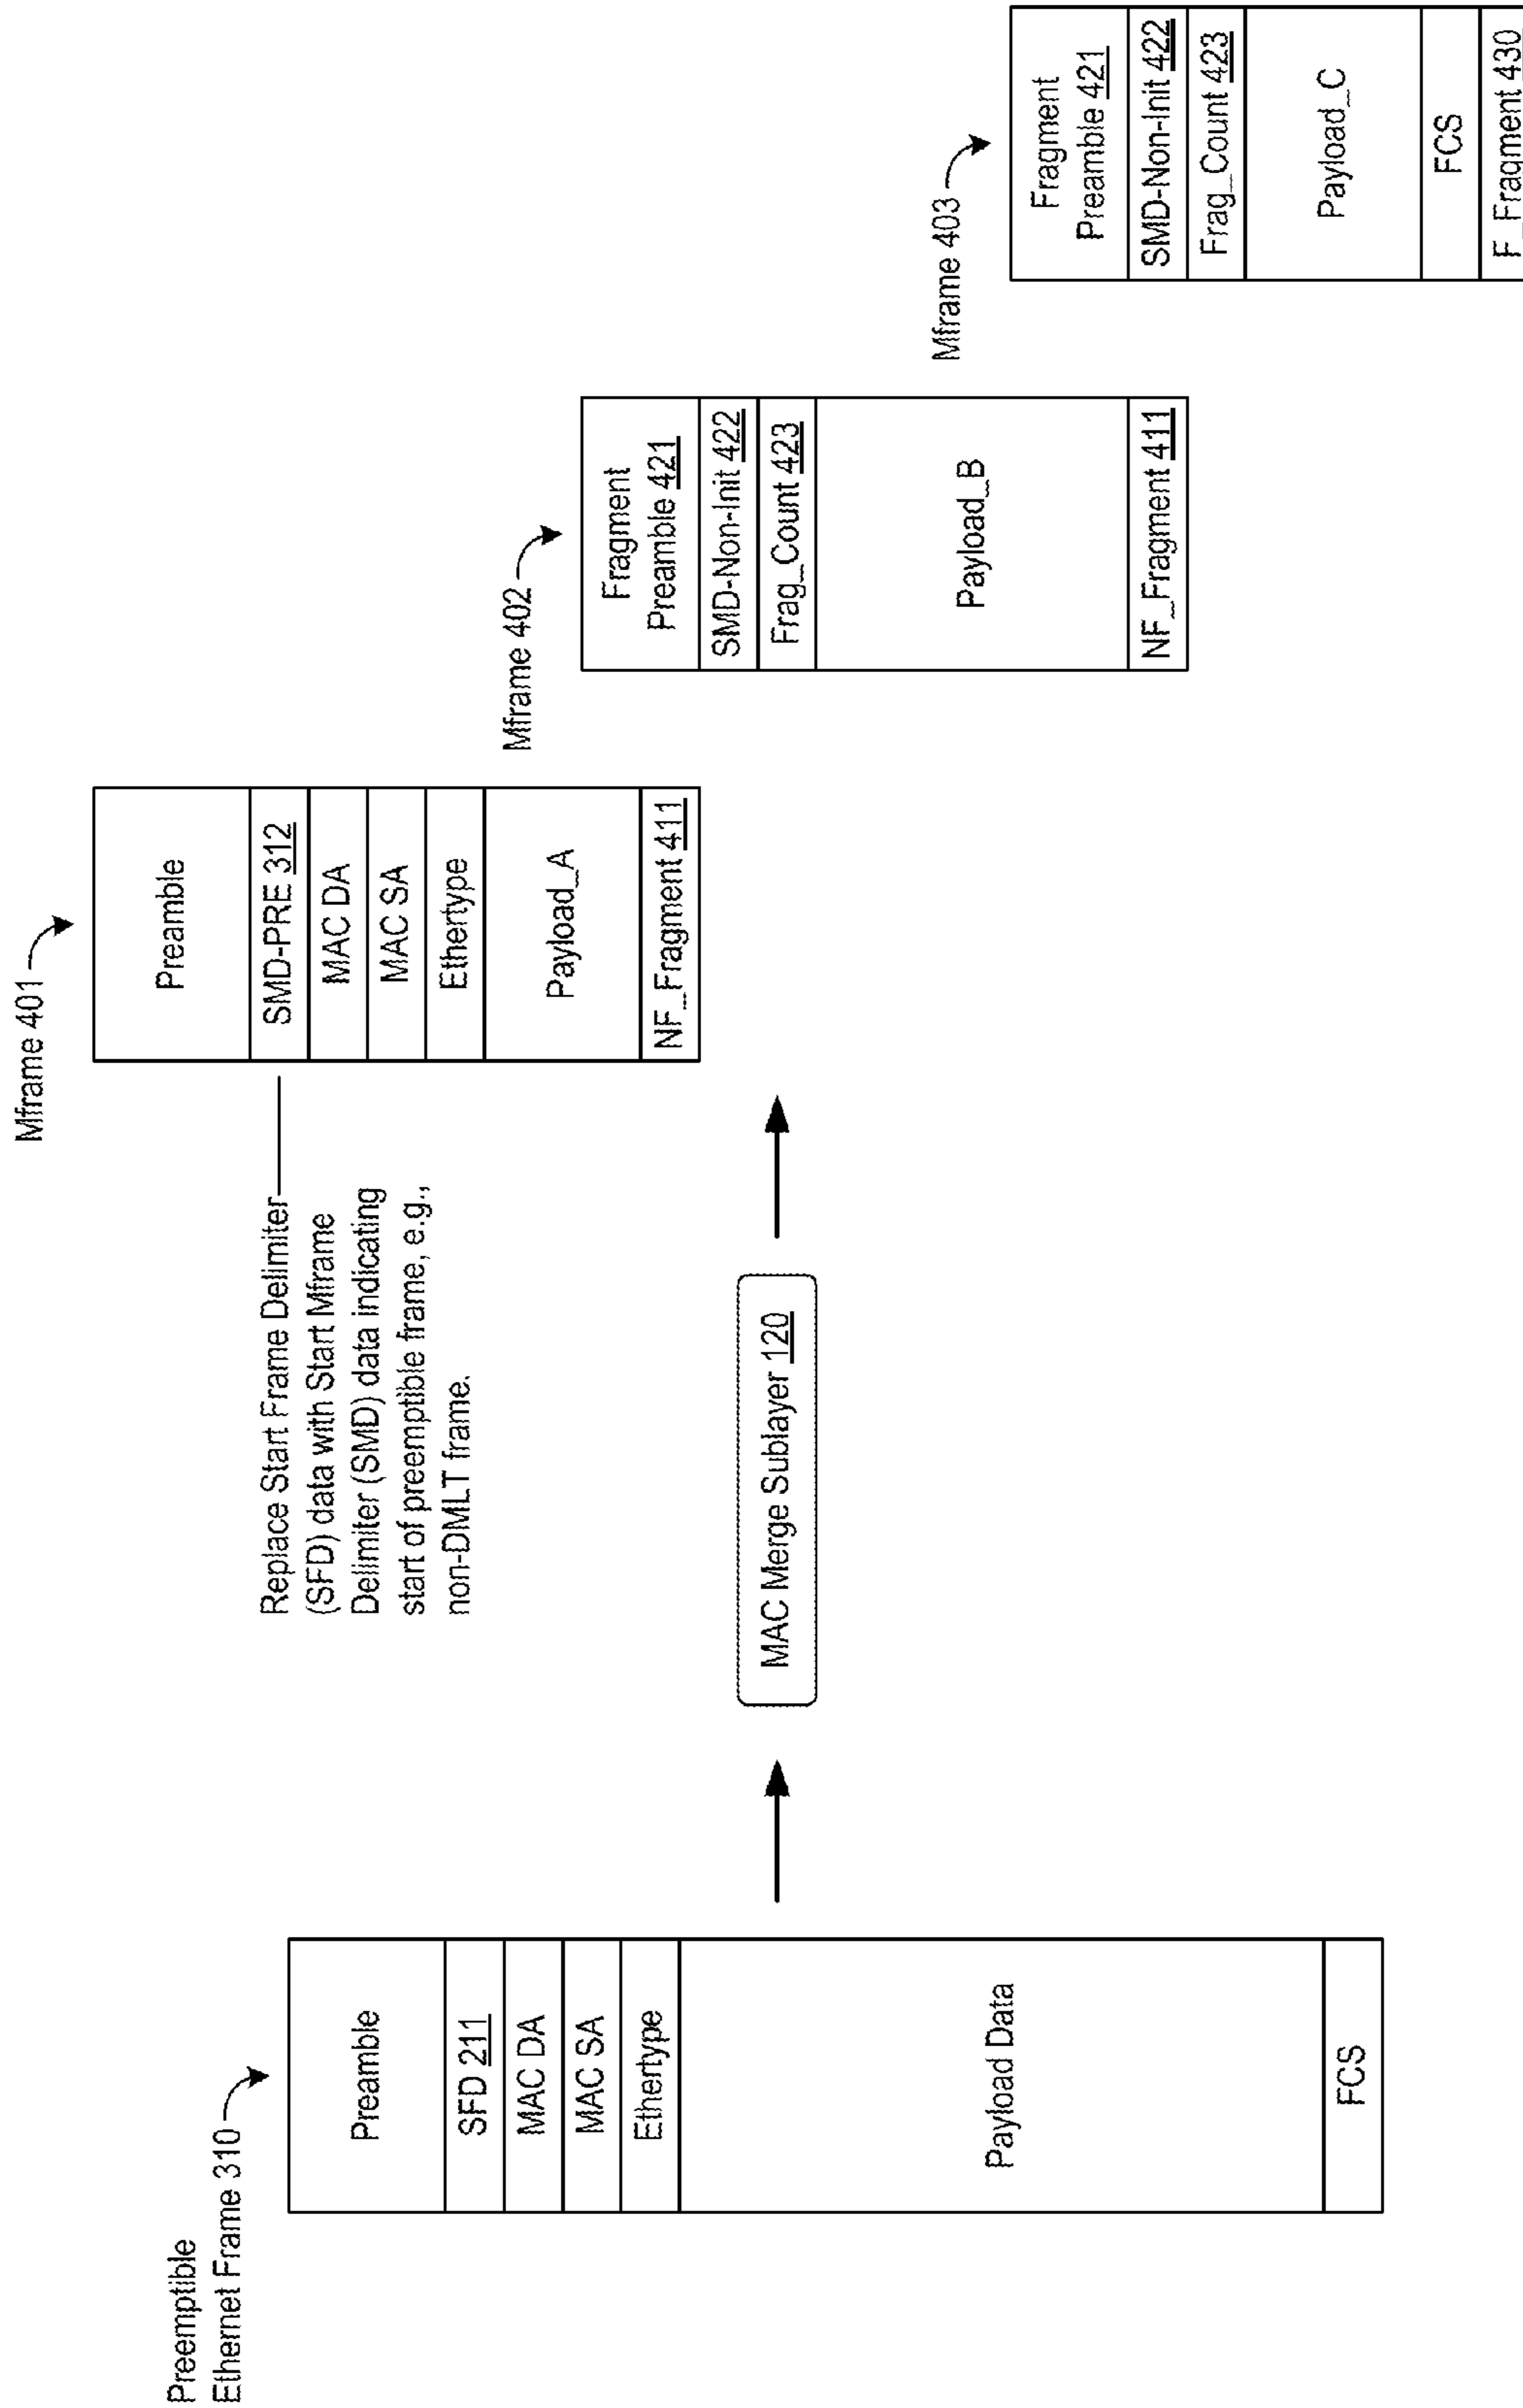 Preemptible
Ethernet Frame 310
Preamble
SFD 211
MAC DA
MAC SA
Ethertype
Payload Data
FCS
MAC Merge Sublayer 120
Replace Start Frame Delimiter
(SFD) data with Start Mframe
Delimiter (SMD) data indicating
start of preemptible frame, e.g.,
non-DMLT frame.
Mframe 401
Preamble
SMD-PRE 312
MAC DA
MAC SA
Ethertype
Payload_A
NF_Fragment 411
Mframe 402
Fragment
Preamble 421
SMD-Non-Init 422
Frag_Count 423
Payload_B
NF_Fragment 411
Mframe 403
Fragment
Preamble 421
SMD-Non-Init 422
Frag_Count 423
Payload_C
FCS
F_Fragment 430